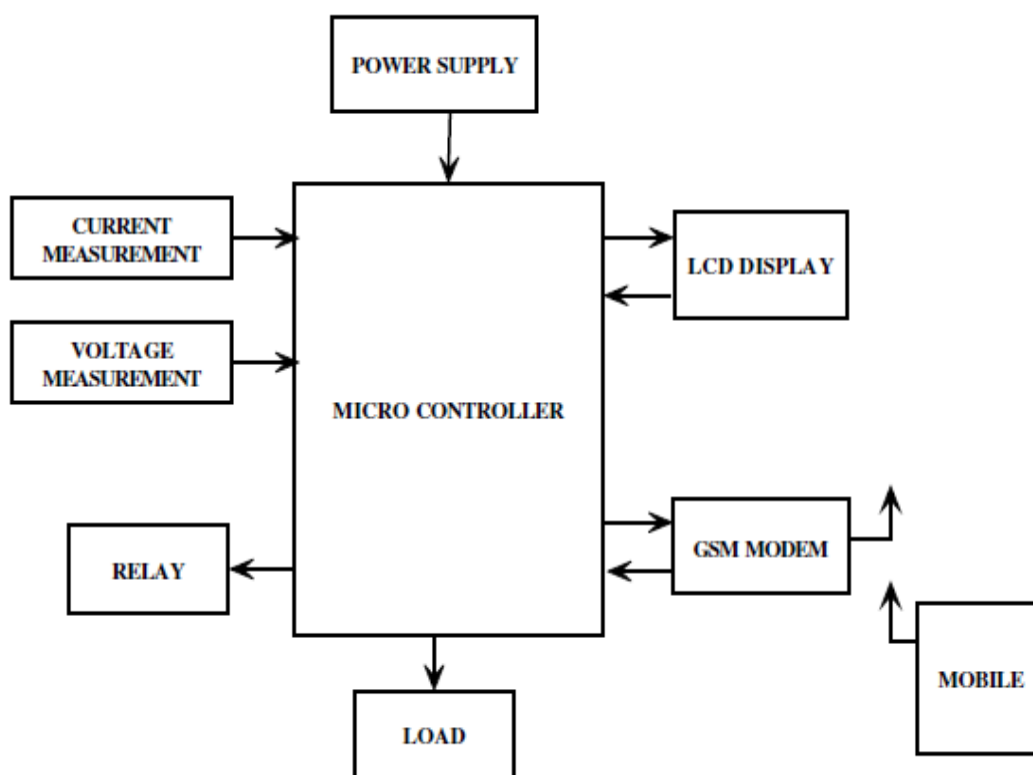 POWER SUPPLY
CURRENT
MEASUREMENT
LCD DISPLAY
VOLTAGE
MEASUREMENT
MICRO CONTROLLER
GSM MODEM
RELAY
MOBILE
LOAD